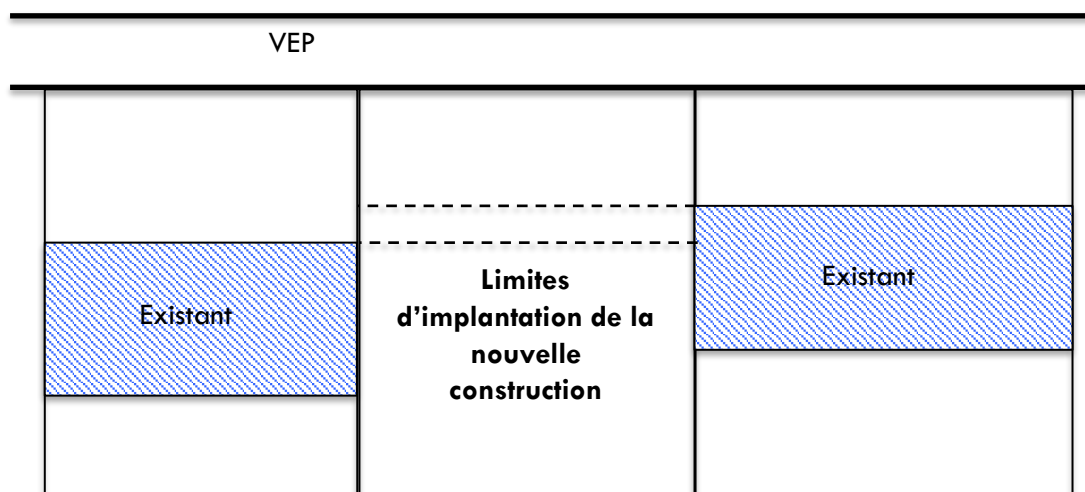 VEP
Existant
Limites
d'implantation de la
nouvelle
construction
Existant